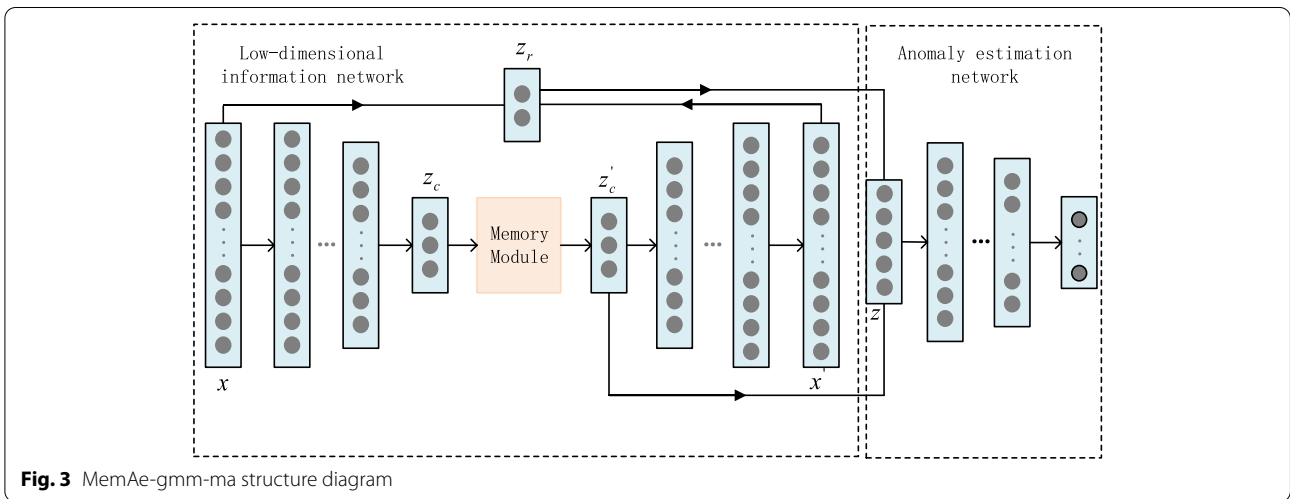 Low-dimensional
information network
z_r
Anomaly estimation
network
z_c
z_c'
Memory
Module
z
x
x'
Fig. 3 MemAe-gmm-ma structure diagram